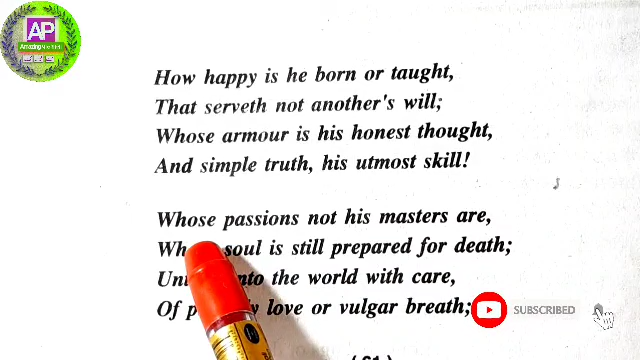 AP
How happy is he born or taught,
That serveth not another's will;
Whose armour is his honest thought,
And simple truth, his utmost skill!
Whose passions not his masters are,
soul is still prepared for death;
the world with care,
Of love or vulgar breath;
SUBSCRIBED